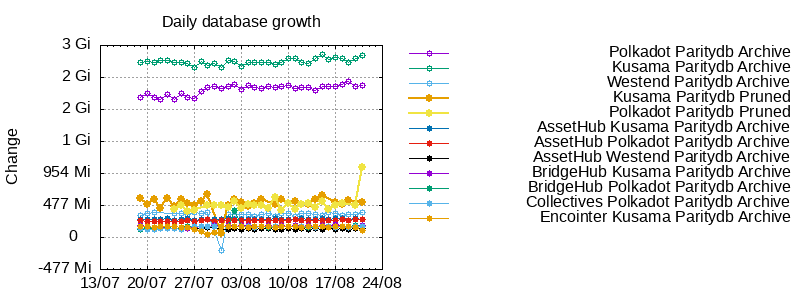 Daily database growth
Change
3 Gi
2 Gi
2 Gi
1 Gi
954 Mi
477 Mi
0
-477 Mi
13/07 20/07 27/07 03/08 10/08 17/08 24/08
Polkadot Paritydb Archive
Kusama Paritydb Archive
Westend Paritydb Archive
Kusama Paritydb Pruned
Polkadot Paritydb Pruned
AssetHub Kusama Paritydb Archive
AssetHub Polkadot Paritydb Archive
AssetHub Westend Paritydb Archive
BridgeHub Kusama Paritydb Archive
BridgeHub Polkadot Paritydb Archive
Collectives Polkadot Paritydb Archive
Encointer Kusama Paritydb Archive